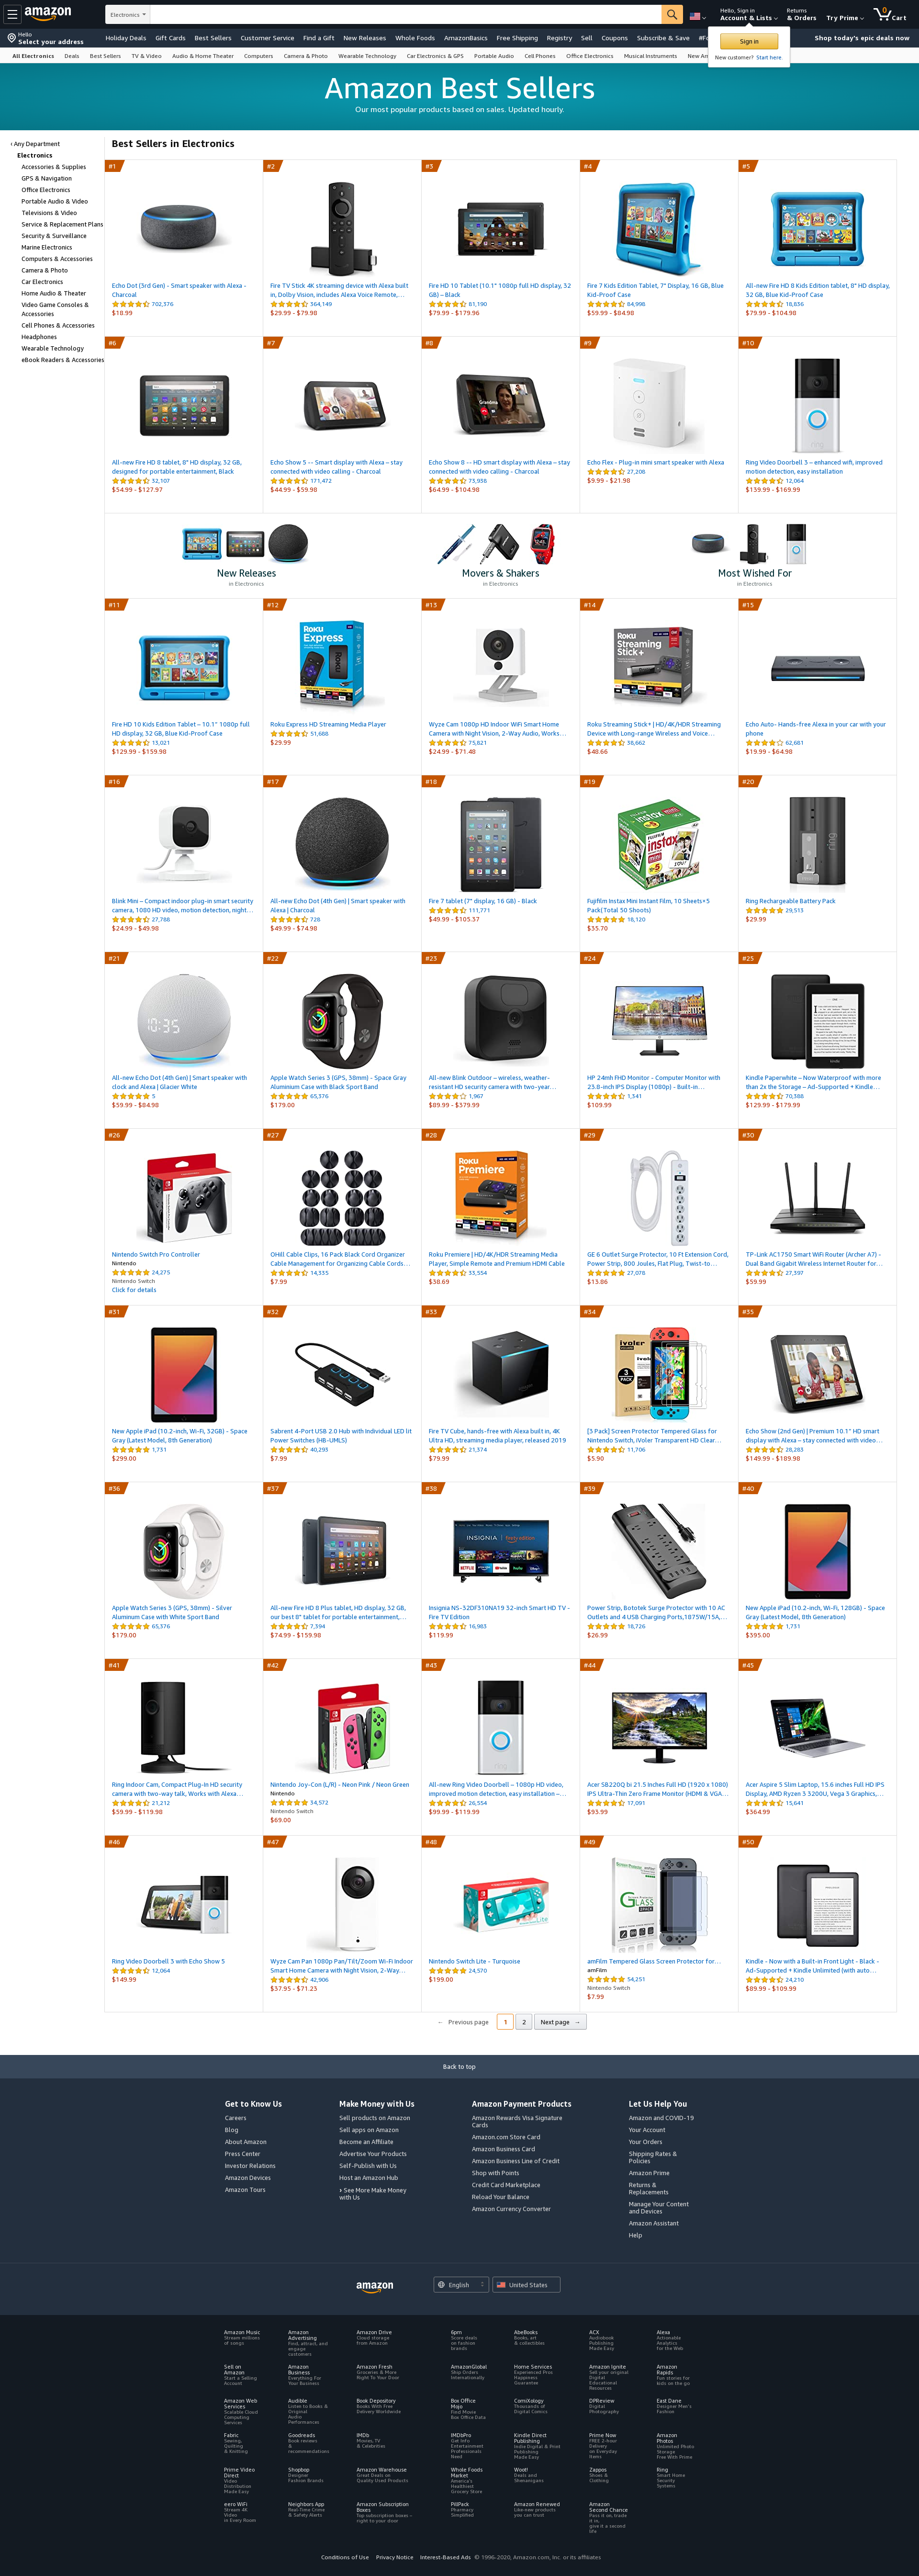 Hello
Select your address
amazon
Electronics
Hello, Sign in
Account & Lists
Returns
& Orders
Try Prime
0
Cart
Holiday Deals
Gift Cards
Best Sellers
Customer Service
Find a Gift
New Releases
Whole Foods
AmazonBasics
Free Shipping
Registry
Sell
Coupons
Subscribe & Save
Shop today's epic deals now
Sign in
New customer? Start here.
All Electronics
Deals
Best Sellers
TV & Video
Audio & Home Theater
Computers
Camera & Photo
Wearable Technology
Car Electronics & GPS
Portable Audio
Cell Phones
Office Electronics
Musical Instruments
Amazon Best Sellers
Our most popular products based on sales. Updated hourly.
‹ Any Department
Electronics
Accessories & Supplies
GPS & Navigation
Office Electronics
Portable Audio & Video
Televisions & Video
Service & Replacement Plans
Security & Surveillance
Marine Electronics
Computers & Accessories
Camera & Photo
Car Electronics
Home Audio & Theater
Video Game Consoles &
Accessories
Cell Phones & Accessories
Headphones
Wearable Technology
eBook Readers & Accessories
Best Sellers in Electronics
#1
Echo Dot (3rd Gen) - Smart speaker with Alexa -
Charcoal
702,376
$18.99
#2
Fire TV Stick 4K streaming device with Alexa built
in, Dolby Vision, includes Alexa Voice Remote,…
364,149
$29.99 - $79.98
#3
Fire HD 10 Tablet (10.1" 1080p full HD display, 32
GB) – Black
81,190
$79.99 - $179.96
#4
Fire 7 Kids Edition Tablet, 7" Display, 16 GB, Blue
Kid-Proof Case
84,998
$59.99 - $84.98
#5
All-new Fire HD 8 Kids Edition tablet, 8" HD display,
32 GB, Blue Kid-Proof Case
18,836
$79.99 - $104.98
#6
All-new Fire HD 8 tablet, 8" HD display, 32 GB,
designed for portable entertainment, Black
32,107
$54.99 - $127.97
#7
Echo Show 5 -- Smart display with Alexa – stay
connected with video calling - Charcoal
171,472
$44.99 - $59.98
#8
Grandma
Echo Show 8 -- HD smart display with Alexa – stay
connected with video calling - Charcoal
73,938
$64.99 - $104.98
#9
Echo Flex - Plug-in mini smart speaker with Alexa
27,208
$9.99 - $21.98
#10
ring
Ring Video Doorbell 3 – enhanced wifi, improved
motion detection, easy installation
12,064
$139.99 - $169.99
New Releases
in Electronics
Movers & Shakers
in Electronics
Most Wished For
in Electronics
#11
Fire HD 10 Kids Edition Tablet – 10.1" 1080p full
HD display, 32 GB, Blue Kid-Proof Case
13,021
$129.99 - $159.98
#12
Roku
Express
Roku Express HD Streaming Media Player
51,688
$29.99
#13
Wyze Cam 1080p HD Indoor WiFi Smart Home
Camera with Night Vision, 2-Way Audio, Works…
75,821
$24.99 - $71.48
#14
Roku
Streaming
Stick+
Roku Streaming Stick+ | HD/4K/HDR Streaming
Device with Long-range Wireless and Voice…
38,662
$48.66
#15
Echo Auto- Hands-free Alexa in your car with your
phone
62,681
$19.99 - $64.98
#16
Blink Mini – Compact indoor plug-in smart security
camera, 1080 HD video, motion detection, night…
27,788
$24.99 - $49.98
#17
All-new Echo Dot (4th Gen) | Smart speaker with
Alexa | Charcoal
728
$49.99 - $74.98
#18
Fire 7 tablet (7" display, 16 GB) - Black
111,771
$49.99 - $105.37
#19
FUJIFILM
instax
mini
Fujifilm Instax Mini Instant Film, 10 Sheets×5
Pack(Total 50 Shoots)
18,120
$35.70
#20
ring
Ring Rechargeable Battery Pack
29,513
$29.99
#21
10:35
All-new Echo Dot (4th Gen) | Smart speaker with
clock and Alexa | Glacier White
5
$59.99 - $84.98
#22
Apple Watch Series 3 (GPS, 38mm) - Space Gray
Aluminum Case with Black Sport Band
65,376
$179.00
#23
All-new Blink Outdoor – wireless, weather-
resistant HD security camera with two-year…
1,967
$89.99 - $379.99
#24
HP 24mh FHD Monitor - Computer Monitor with
23.8-inch IPS Display (1080p) - Built-in…
1,341
$109.99
#25
Kindle Paperwhite – Now Waterproof with more
than 2x the Storage – Ad-Supported + Kindle…
70,388
$129.99 - $179.99
#26
Nintendo Switch Pro Controller
Nintendo
24,275
Nintendo Switch
Click for details
#27
OHill Cable Clips, 16 Pack Black Cord Organizer
Cable Management for Organizing Cable Cords…
14,335
$7.99
#28
Roku
Premiere
Roku Premiere | HD/4K/HDR Streaming Media
Player, Simple Remote and Premium HDMI Cable
33,554
$38.69
#29
GE 6 Outlet Surge Protector, 10 Ft Extension Cord,
Power Strip, 800 Joules, Flat Plug, Twist-to…
27,078
$13.86
#30
TP-Link AC1750 Smart WiFi Router (Archer A7) -
Dual Band Gigabit Wireless Internet Router for…
27,397
$59.99
#31
New Apple iPad (10.2-inch, Wi-Fi, 32GB) - Space
Gray (Latest Model, 8th Generation)
1,731
$299.00
#32
Sabrent 4-Port USB 2.0 Hub with Individual LED lit
Power Switches (HB-UMLS)
40,293
$7.99
#33
Fire TV Cube, hands-free with Alexa built in, 4K
Ultra HD, streaming media player, released 2019
21,374
$79.99
#34
ivoler
3
PACK
[3 Pack] Screen Protector Tempered Glass for
Nintendo Switch, iVoler Transparent HD Clear…
11,706
$5.90
#35
Echo Show (2nd Gen) | Premium 10.1" HD smart
display with Alexa – stay connected with video…
28,283
$149.99 - $189.98
#36
Apple Watch Series 3 (GPS, 38mm) - Silver
Aluminum Case with White Sport Band
65,376
$179.00
#37
All-new Fire HD 8 Plus tablet, HD display, 32 GB,
our best 8" tablet for portable entertainment,…
7,394
$74.99 - $159.98
#38
INSIGNIA
fire tv edition
Insignia NS-32DF310NA19 32-inch Smart HD TV -
Fire TV Edition
16,983
$119.99
#39
Power Strip, Bototek Surge Protector with 10 AC
Outlets and 4 USB Charging Ports,1875W/15A,…
18,726
$26.99
#40
New Apple iPad (10.2-inch, Wi-Fi, 128GB) - Space
Gray (Latest Model, 8th Generation)
1,731
$395.00
#41
Ring Indoor Cam, Compact Plug-In HD security
camera with two-way talk, Works with Alexa…
21,212
$59.99 - $119.98
#42
Nintendo Joy-Con (L/R) - Neon Pink / Neon Green
Nintendo
34,572
Nintendo Switch
$69.00
#43
All-new Ring Video Doorbell – 1080p HD video,
improved motion detection, easy installation –…
26,554
$99.99 - $119.99
#44
Acer SB220Q bi 21.5 Inches Full HD (1920 x 1080)
IPS Ultra-Thin Zero Frame Monitor (HDMI & VGA…
17,091
$93.99
#45
Acer Aspire 5 Slim Laptop, 15.6 inches Full HD IPS
Display, AMD Ryzen 3 3200U, Vega 3 Graphics,…
15,641
$364.99
#46
Ring Video Doorbell 3 with Echo Show 5
12,064
$149.99
#47
Wyze Cam Pan 1080p Pan/Tilt/Zoom Wi-Fi Indoor
Smart Home Camera with Night Vision, 2-Way…
42,906
$37.95 - $71.23
#48
Nintendo Switch Lite - Turquoise
24,570
$199.00
#49
GLASS
amFilm Tempered Glass Screen Protector for…
amFilm
54,251
Nintendo Switch
$7.99
#50
Kindle - Now with a Built-in Front Light - Black -
Ad-Supported + Kindle Unlimited (with auto…
24,210
$89.99 - $109.99
← Previous page
1
2
Next page →
Back to top
Get to Know Us
Careers
Blog
About Amazon
Press Center
Investor Relations
Amazon Devices
Amazon Tours
Make Money with Us
Sell products on Amazon
Sell apps on Amazon
Become an Affiliate
Advertise Your Products
Self-Publish with Us
Host an Amazon Hub
› See More Make Money
with Us
Amazon Payment Products
Amazon Rewards Visa Signature
Cards
Amazon.com Store Card
Amazon Business Card
Amazon Business Line of Credit
Shop with Points
Credit Card Marketplace
Reload Your Balance
Amazon Currency Converter
Let Us Help You
Amazon and COVID-19
Your Account
Your Orders
Shipping Rates &
Policies
Amazon Prime
Returns &
Replacements
Manage Your Content
and Devices
Amazon Assistant
Help
amazon
English
United States
Amazon Music
Stream millions
of songs
Amazon
Advertising
Find, attract, and
engage
customers
Amazon Drive
Cloud storage
from Amazon
6pm
Score deals
on fashion
brands
AbeBooks
Books, art
& collectibles
ACX
Audiobook
Publishing
Made Easy
Alexa
Actionable
Analytics
for the Web
Sell on
Amazon
Start a Selling
Account
Amazon
Business
Everything For
Your Business
Amazon Fresh
Groceries & More
Right To Your Door
AmazonGlobal
Ship Orders
Internationally
Home Services
Experienced Pros
Happiness
Guarantee
Amazon Ignite
Sell your original
Digital
Educational
Resources
Amazon
Rapids
Fun stories for
kids on the go
Amazon Web
Services
Scalable Cloud
Computing
Services
Audible
Listen to Books &
Original
Audio
Performances
Book Depository
Books With Free
Delivery Worldwide
Box Office
Mojo
Find Movie
Box Office Data
ComiXology
Thousands of
Digital Comics
DPReview
Digital
Photography
East Dane
Designer Men's
Fashion
Fabric
Sewing,
Quilting
& Knitting
Goodreads
Book reviews
&
recommendations
IMDb
Movies, TV
& Celebrities
IMDbPro
Get Info
Entertainment
Professionals
Need
Kindle Direct
Publishing
Indie Digital & Print
Publishing
Made Easy
Prime Now
FREE 2-hour
Delivery
on Everyday
Items
Amazon
Photos
Unlimited Photo
Storage
Free With Prime
Prime Video
Direct
Video
Distribution
Made Easy
Shopbop
Designer
Fashion Brands
Amazon Warehouse
Great Deals on
Quality Used Products
Whole Foods
Market
America's
Healthiest
Grocery Store
Woot!
Deals and
Shenanigans
Zappos
Shoes &
Clothing
Ring
Smart Home
Security
Systems
eero WiFi
Stream 4K
Video
in Every Room
Neighbors App
Real-Time Crime
& Safety Alerts
Amazon Subscription
Boxes
Top subscription boxes –
right to your door
PillPack
Pharmacy
Simplified
Amazon Renewed
Like-new products
you can trust
Amazon
Second Chance
Pass it on, trade
it in,
give it a second
life
Conditions of Use
Privacy Notice
Interest-Based Ads
© 1996-2020, Amazon.com, Inc. or its affiliates